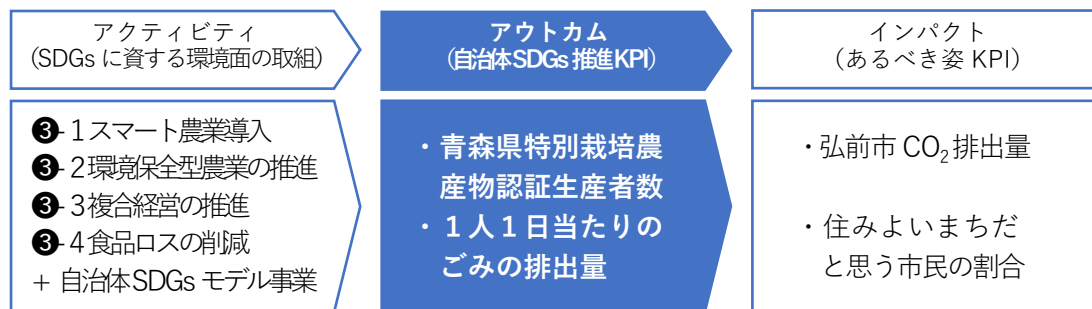 アクティビティ
(SDGs に資する環境面の取組)
❸-１スマート農業導入
❸-２環境保全型農業の推進
❸-３複合経営の推進
❸-４食品ロスの削減
＋ 自治体SDGs モデル事業
アウトカム
(自治体SDGs 推進KPI)
・青森県特別栽培農
産物認証生産者数
・１人１日当たりの
ごみの排出量
インパクト
(あるべき姿 KPI)
・弘前市 CO₂排出量
・住みよいまちだ
と思う市民の割合